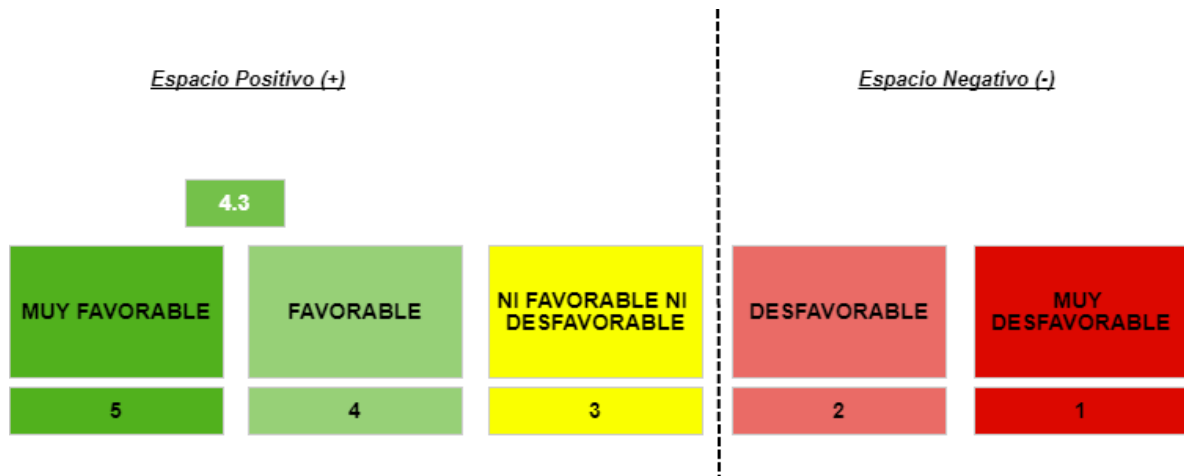 Espacio Positivo (+)
Espacio Negativo (-)
4.3
MUY FAVORABLE
FAVORABLE
NI FAVORABLE NI
DESFAVORABLE
DESFAVORABLE
MUY
DESFAVORABLE
5
4
3
2
1